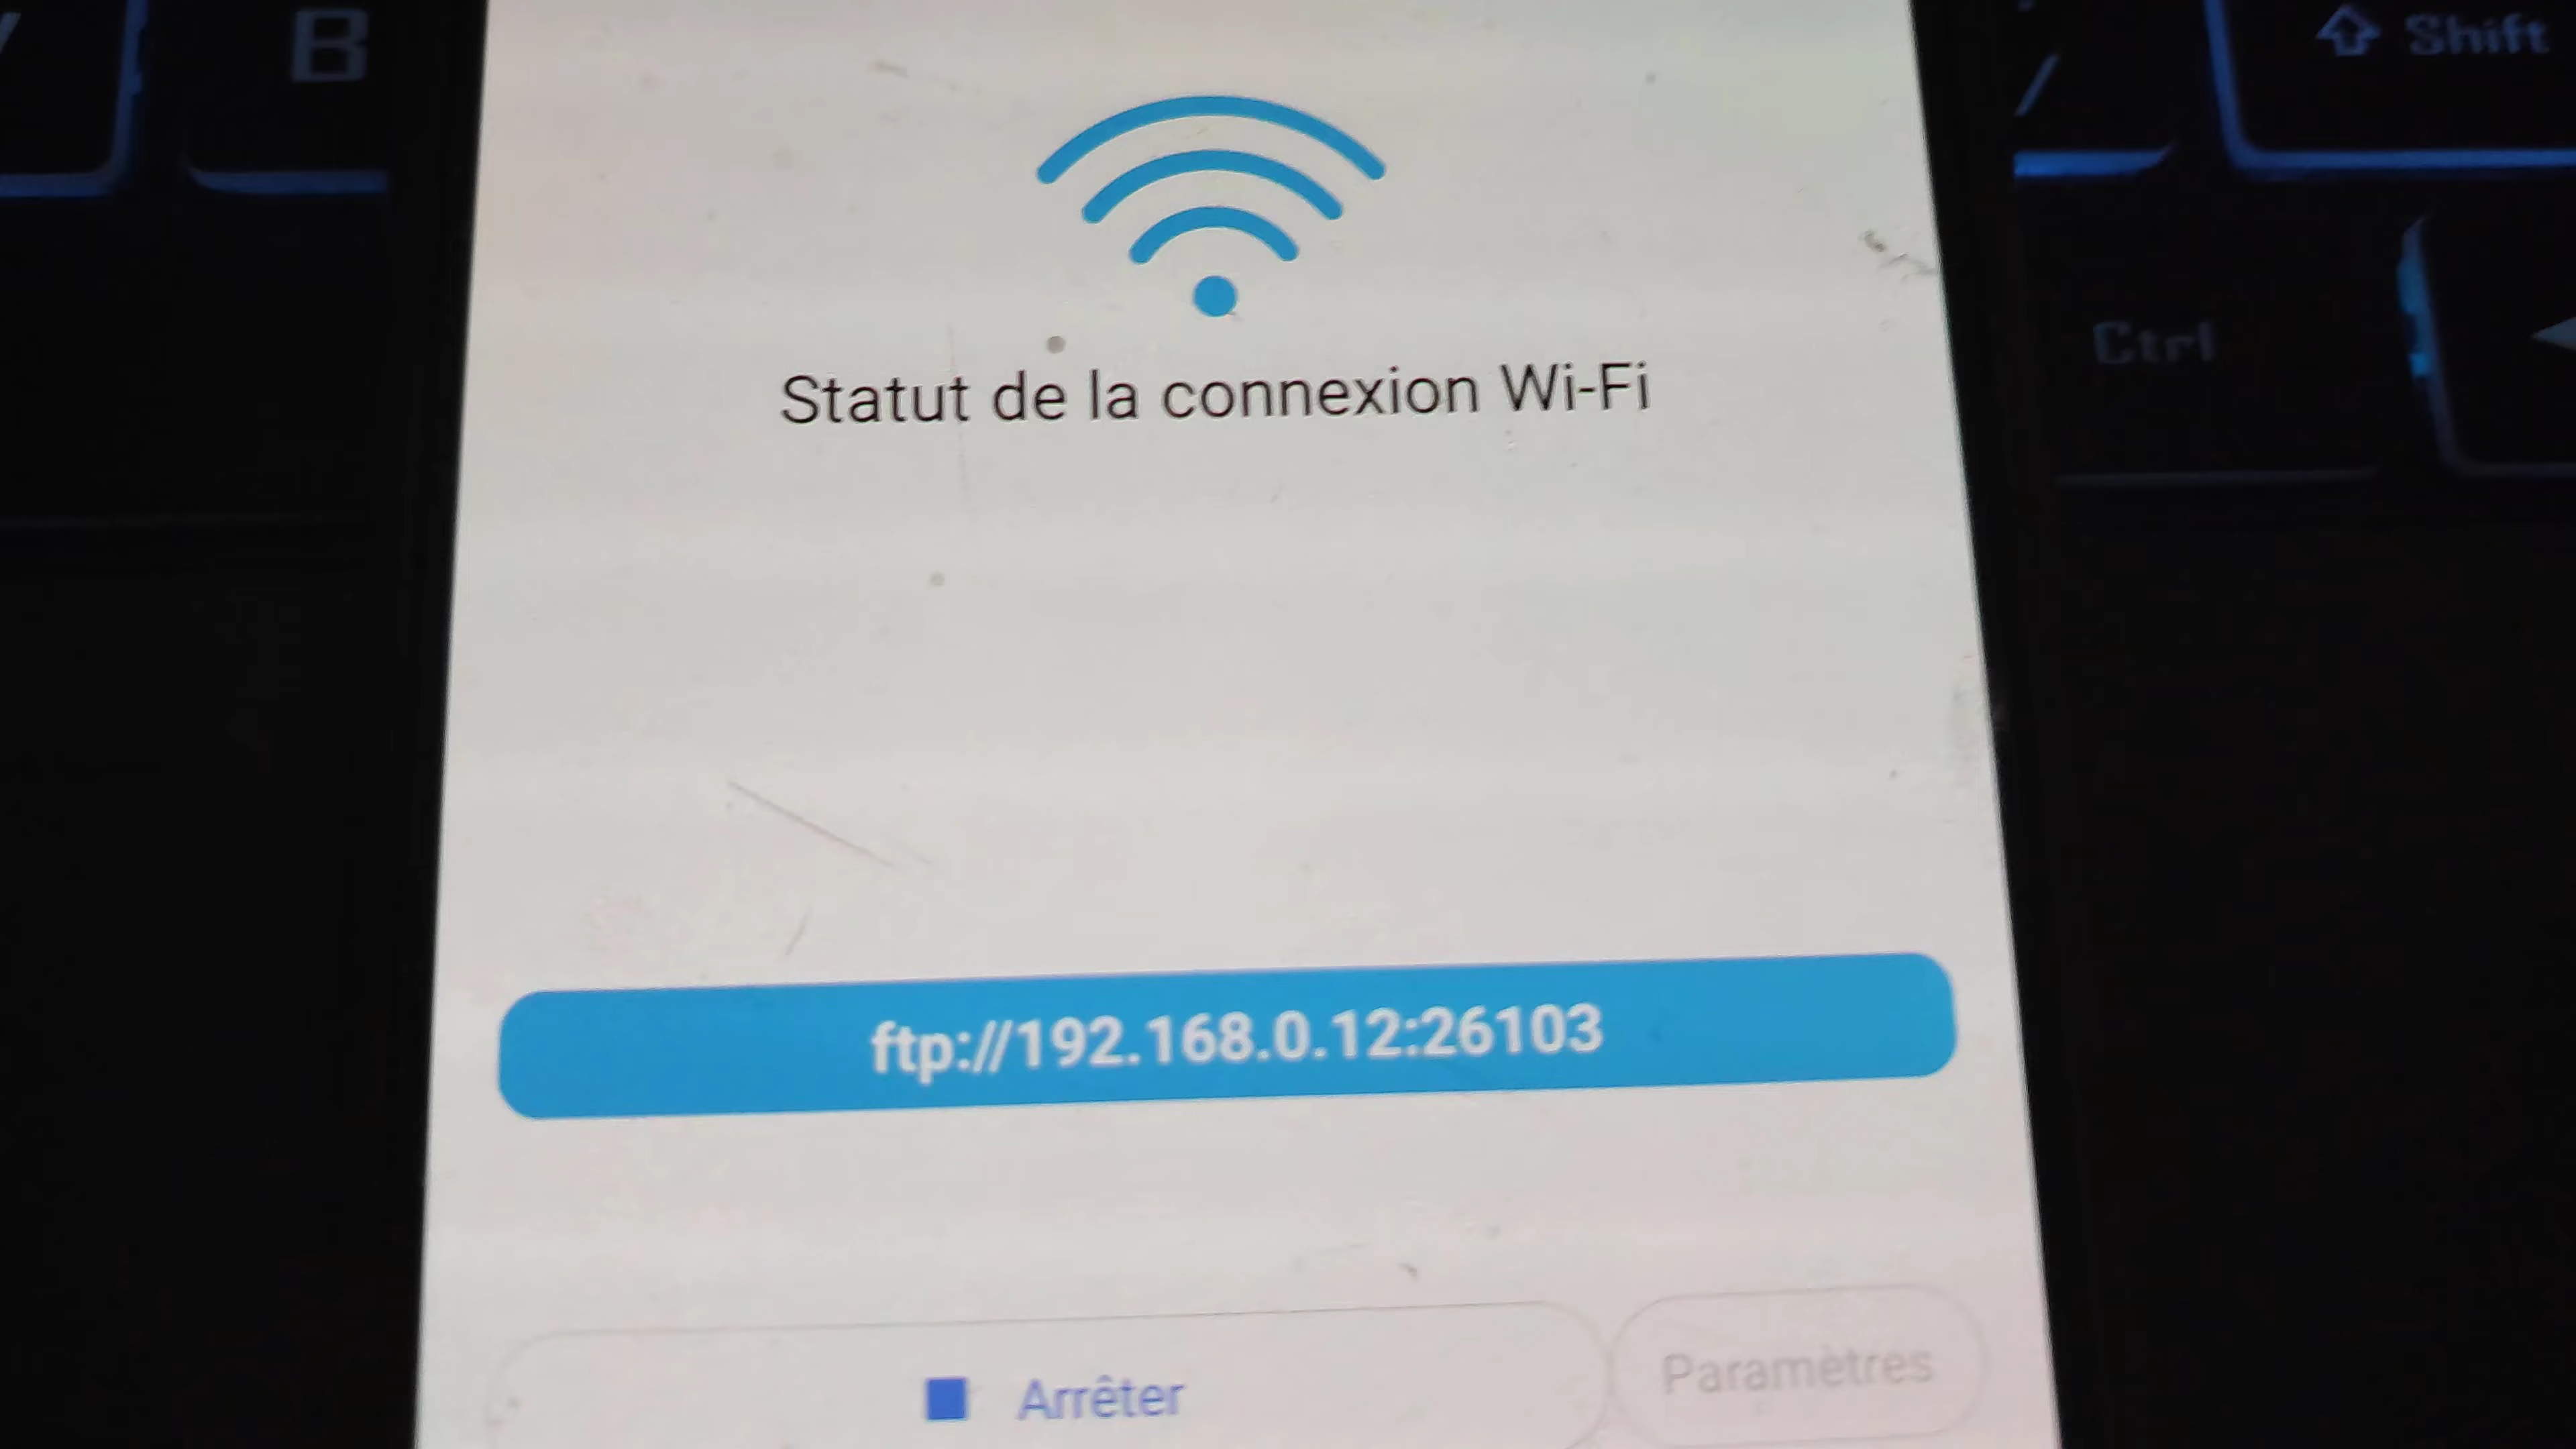 B
/
Shift
Ctrl
Statut de la connexion Wi-Fi
ftp://192.168.0.12:26103
Arrêter
Paramètres